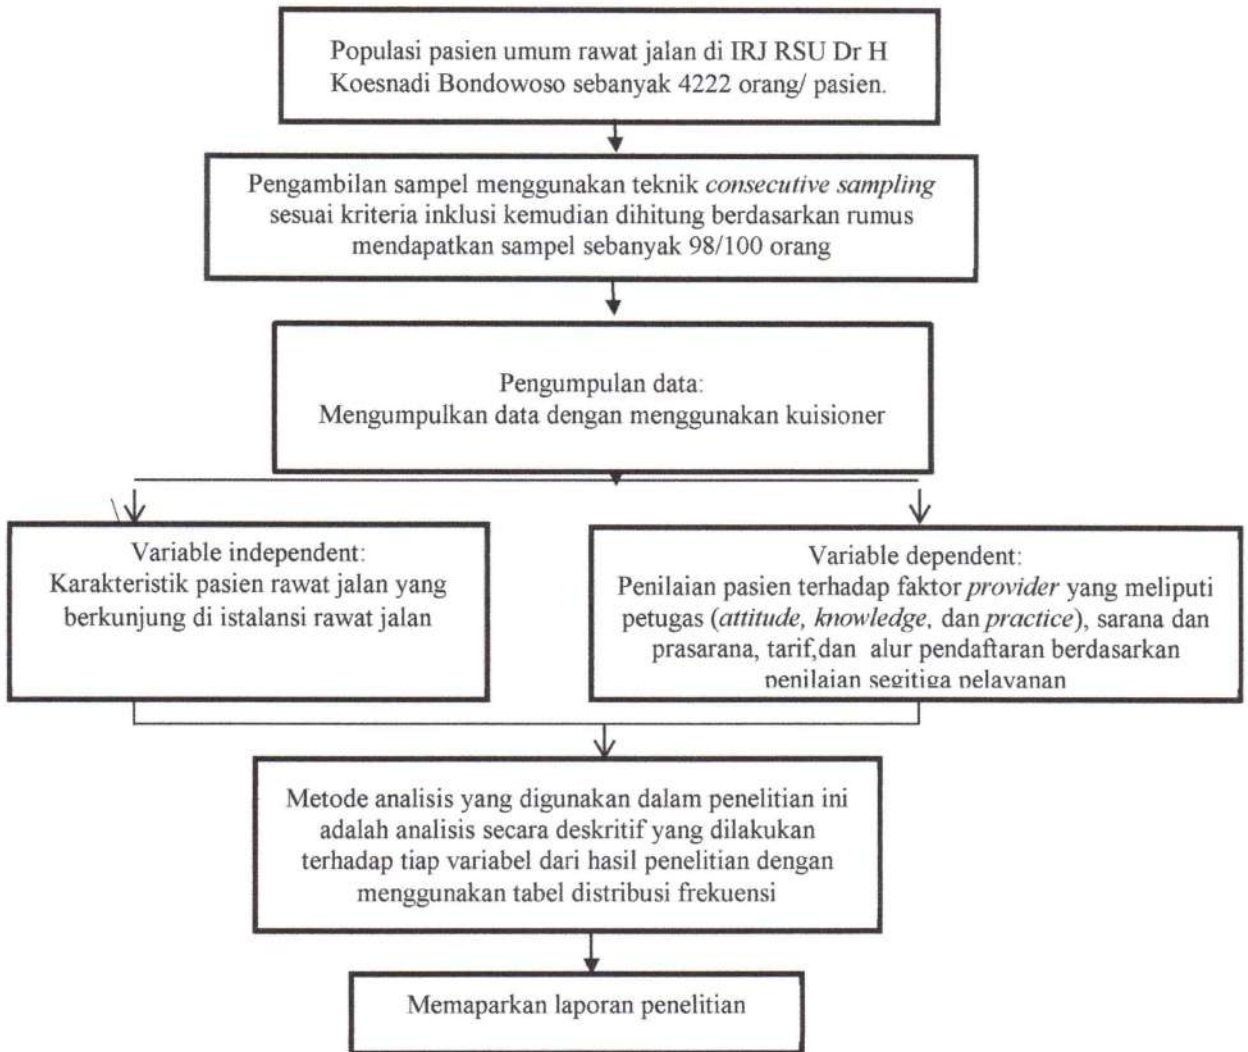 Populasi pasien umum rawat jalan di IRJ RSU Dr H
Koesnadi Bondowoso sebanyak 4222 orang/ pasien.
Pengambilan sampel menggunakan teknik consecutive sampling
sesuai kriteria inklusi kemudian dihitung berdasarkan rumus
mendapatkan sampel sebanyak 98/100 orang
Pengumpulan data:
Mengumpulkan data dengan menggunakan kuisioner
Variable independent:
Karakteristik pasien rawat jalan yang
berkunjung di istalansi rawat jalan
Variable dependent:
Penilaian pasien terhadap faktor provider yang meliputi
petugas (attitude, knowledge, dan practice), sarana dan
prasarana, tarif,dan alur pendaftaran berdasarkan
penilaian segitiga pelayanan
Metode analisis yang digunakan dalam penelitian ini
adalah analisis secara deskritif yang dilakukan
terhadap tiap variabel dari hasil penelitian dengan
menggunakan tabel distribusi frekuensi
Memaparkan laporan penelitian